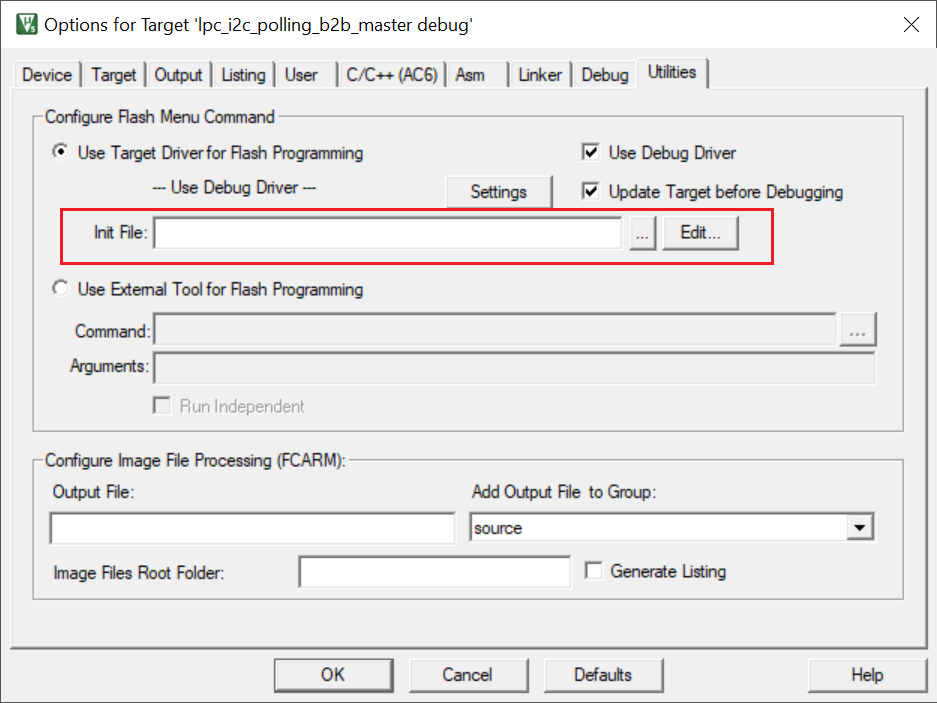 Options for Target 'lpc_i2c_polling_b2b_master debug'
Device Target Output Listing User C/C++ (AC6) Asm Linker Debug Utilities
Configure Flash Menu Command
Use Target Driver for Flash Programming Use Debug Driver
--- Use Debug Driver --- Settings Update Target before Debugging
Init File: ... Edit...
Use External Tool for Flash Programming
Command: ...
Arguments:
Run Independent
Configure Image File Processing (FCARM):
Output File: Add Output File to Group:
source
Image Files Root Folder: Generate Listing
OK Cancel Defaults Help